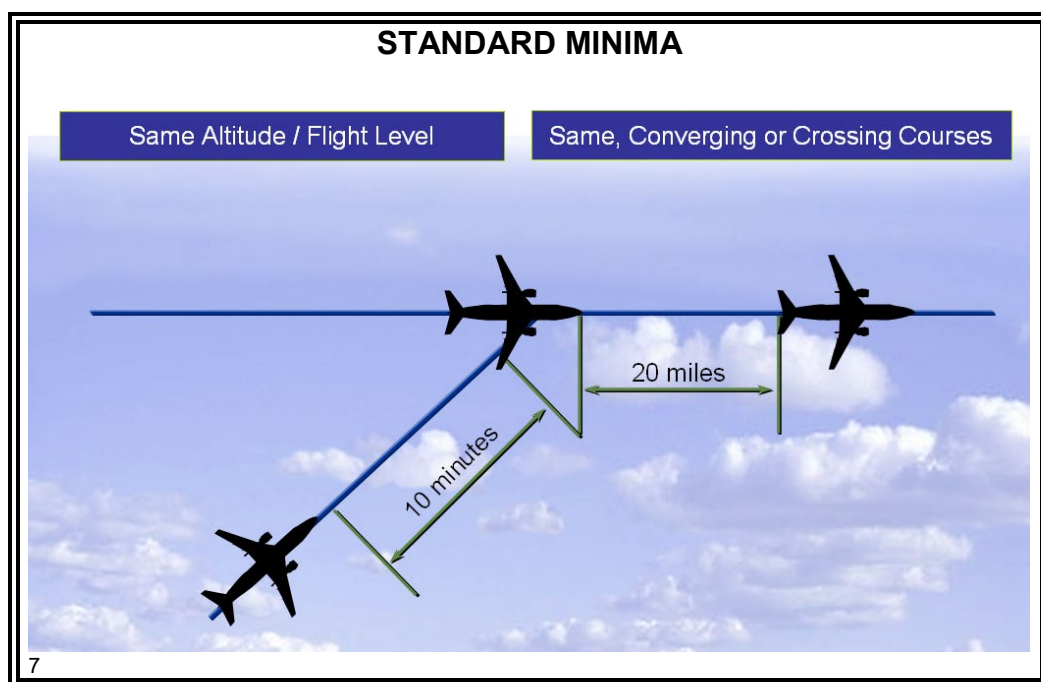 STANDARD MINIMA
Same Altitude / Flight Level
Same, Converging or Crossing Courses
20 miles
10 minutes
7